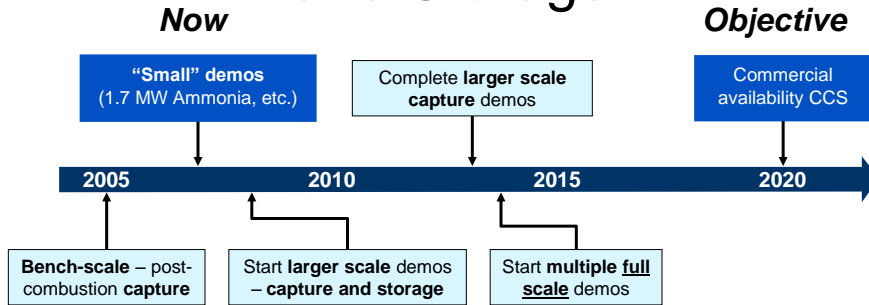 Now
Objective
“Small” demos
(1.7 MW Ammonia, etc.)
Complete larger scale
capture demos
Commercial
availability CCS
2005
2010
2015
2020
Bench-scale – post-
combustion capture
Start larger scale demos
– capture and storage
Start multiple full
scale demos